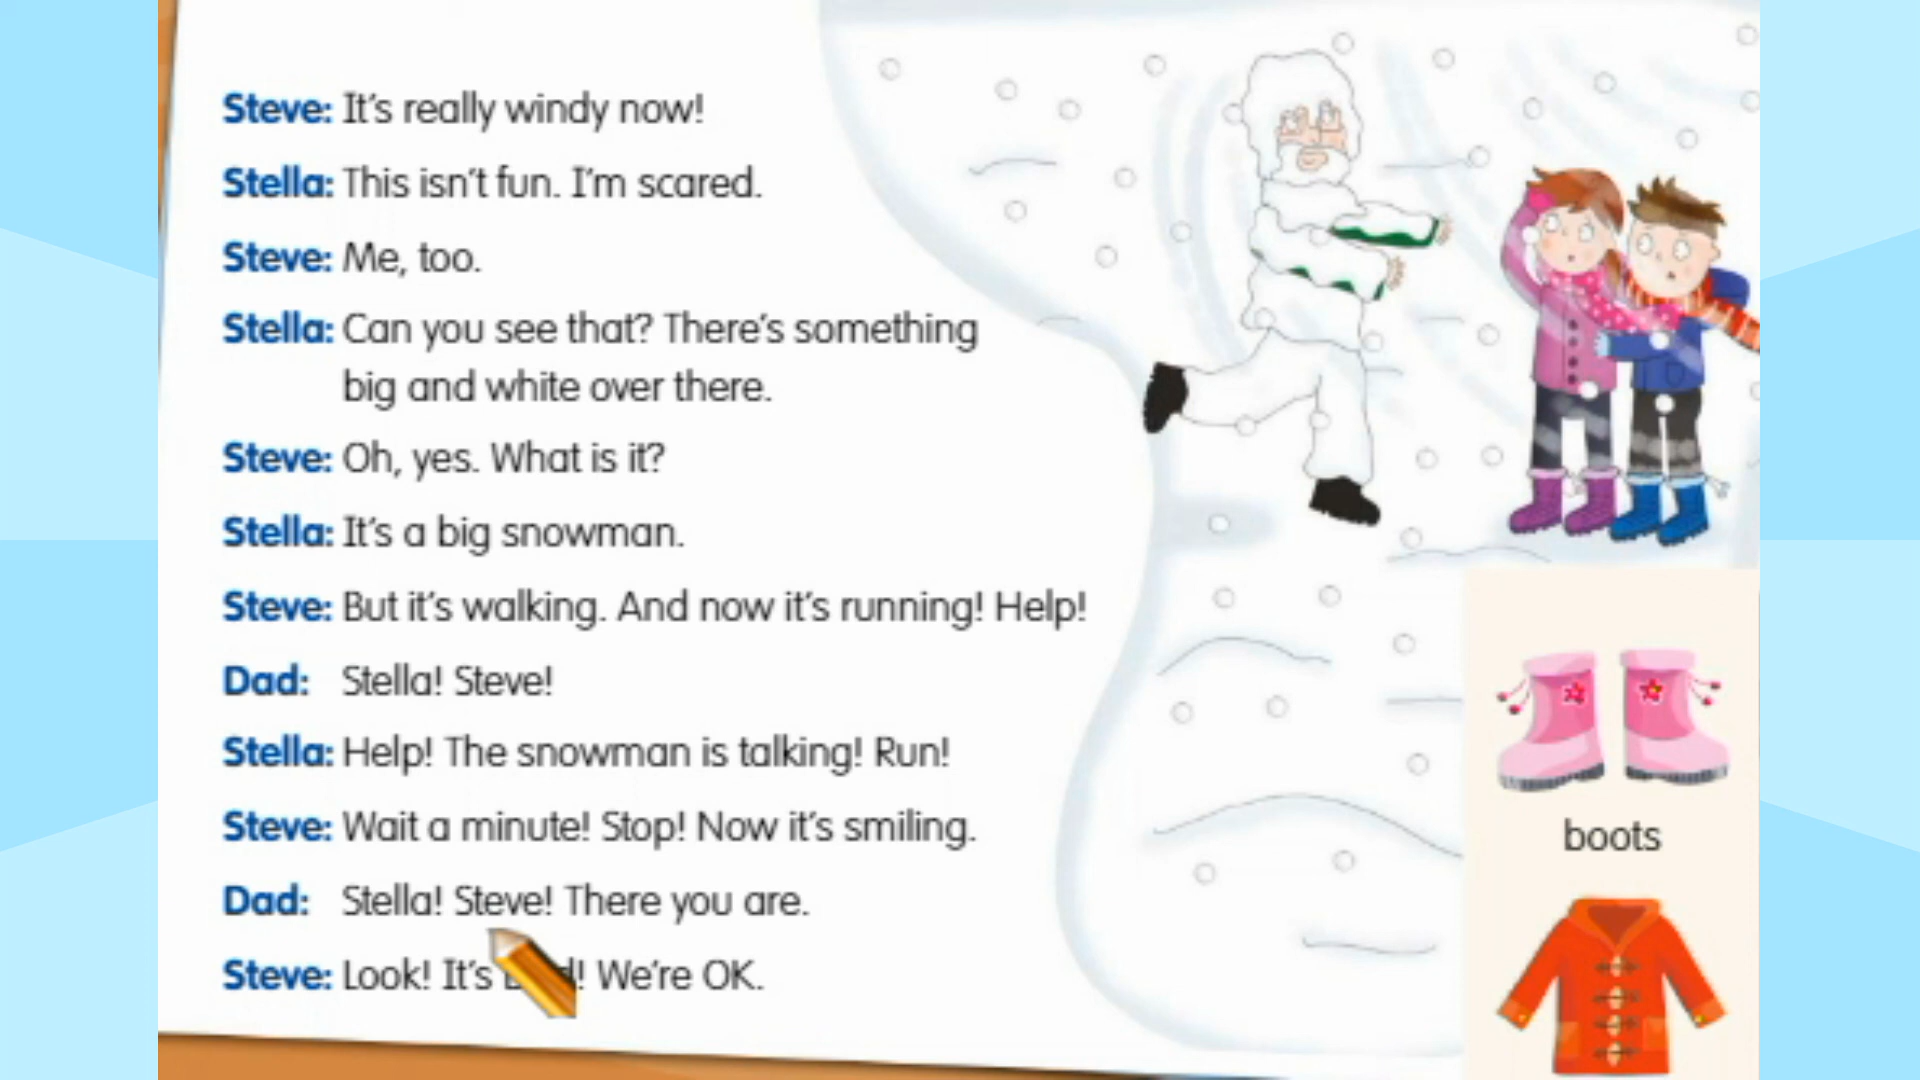 Steve: It's really windy now!
Stella: This isn't fun. I'm scared.
Steve: Me, too.
Stella: Can you see that? There's something
big and white over there.
Steve: Oh, yes. What is it?
Stella: It's a big snowman.
Steve: But it's walking. And now it's running! Help!
Dad: Stella! Steve!
Stella: Help! The snowman is talking! Run!
Steve: Wait a minute! Stop! Now it's smiling.
Dad: Stella! Steve! There you are.
Steve: Look! It's Dad! We're OK.
boots